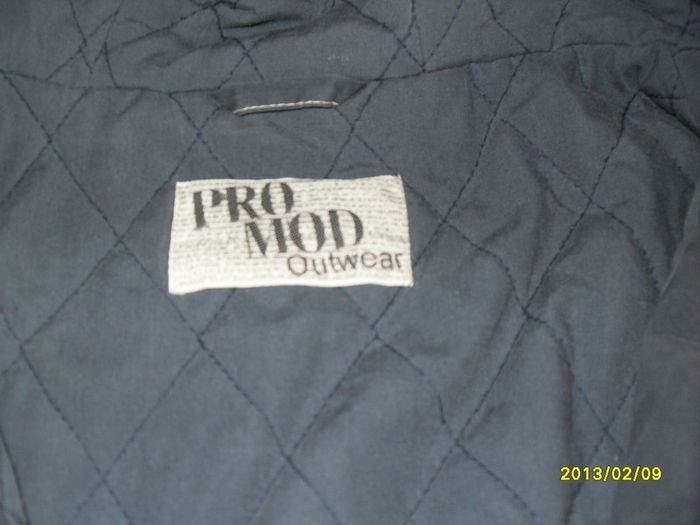 PRO
MOD
Outwear
2013/02/09